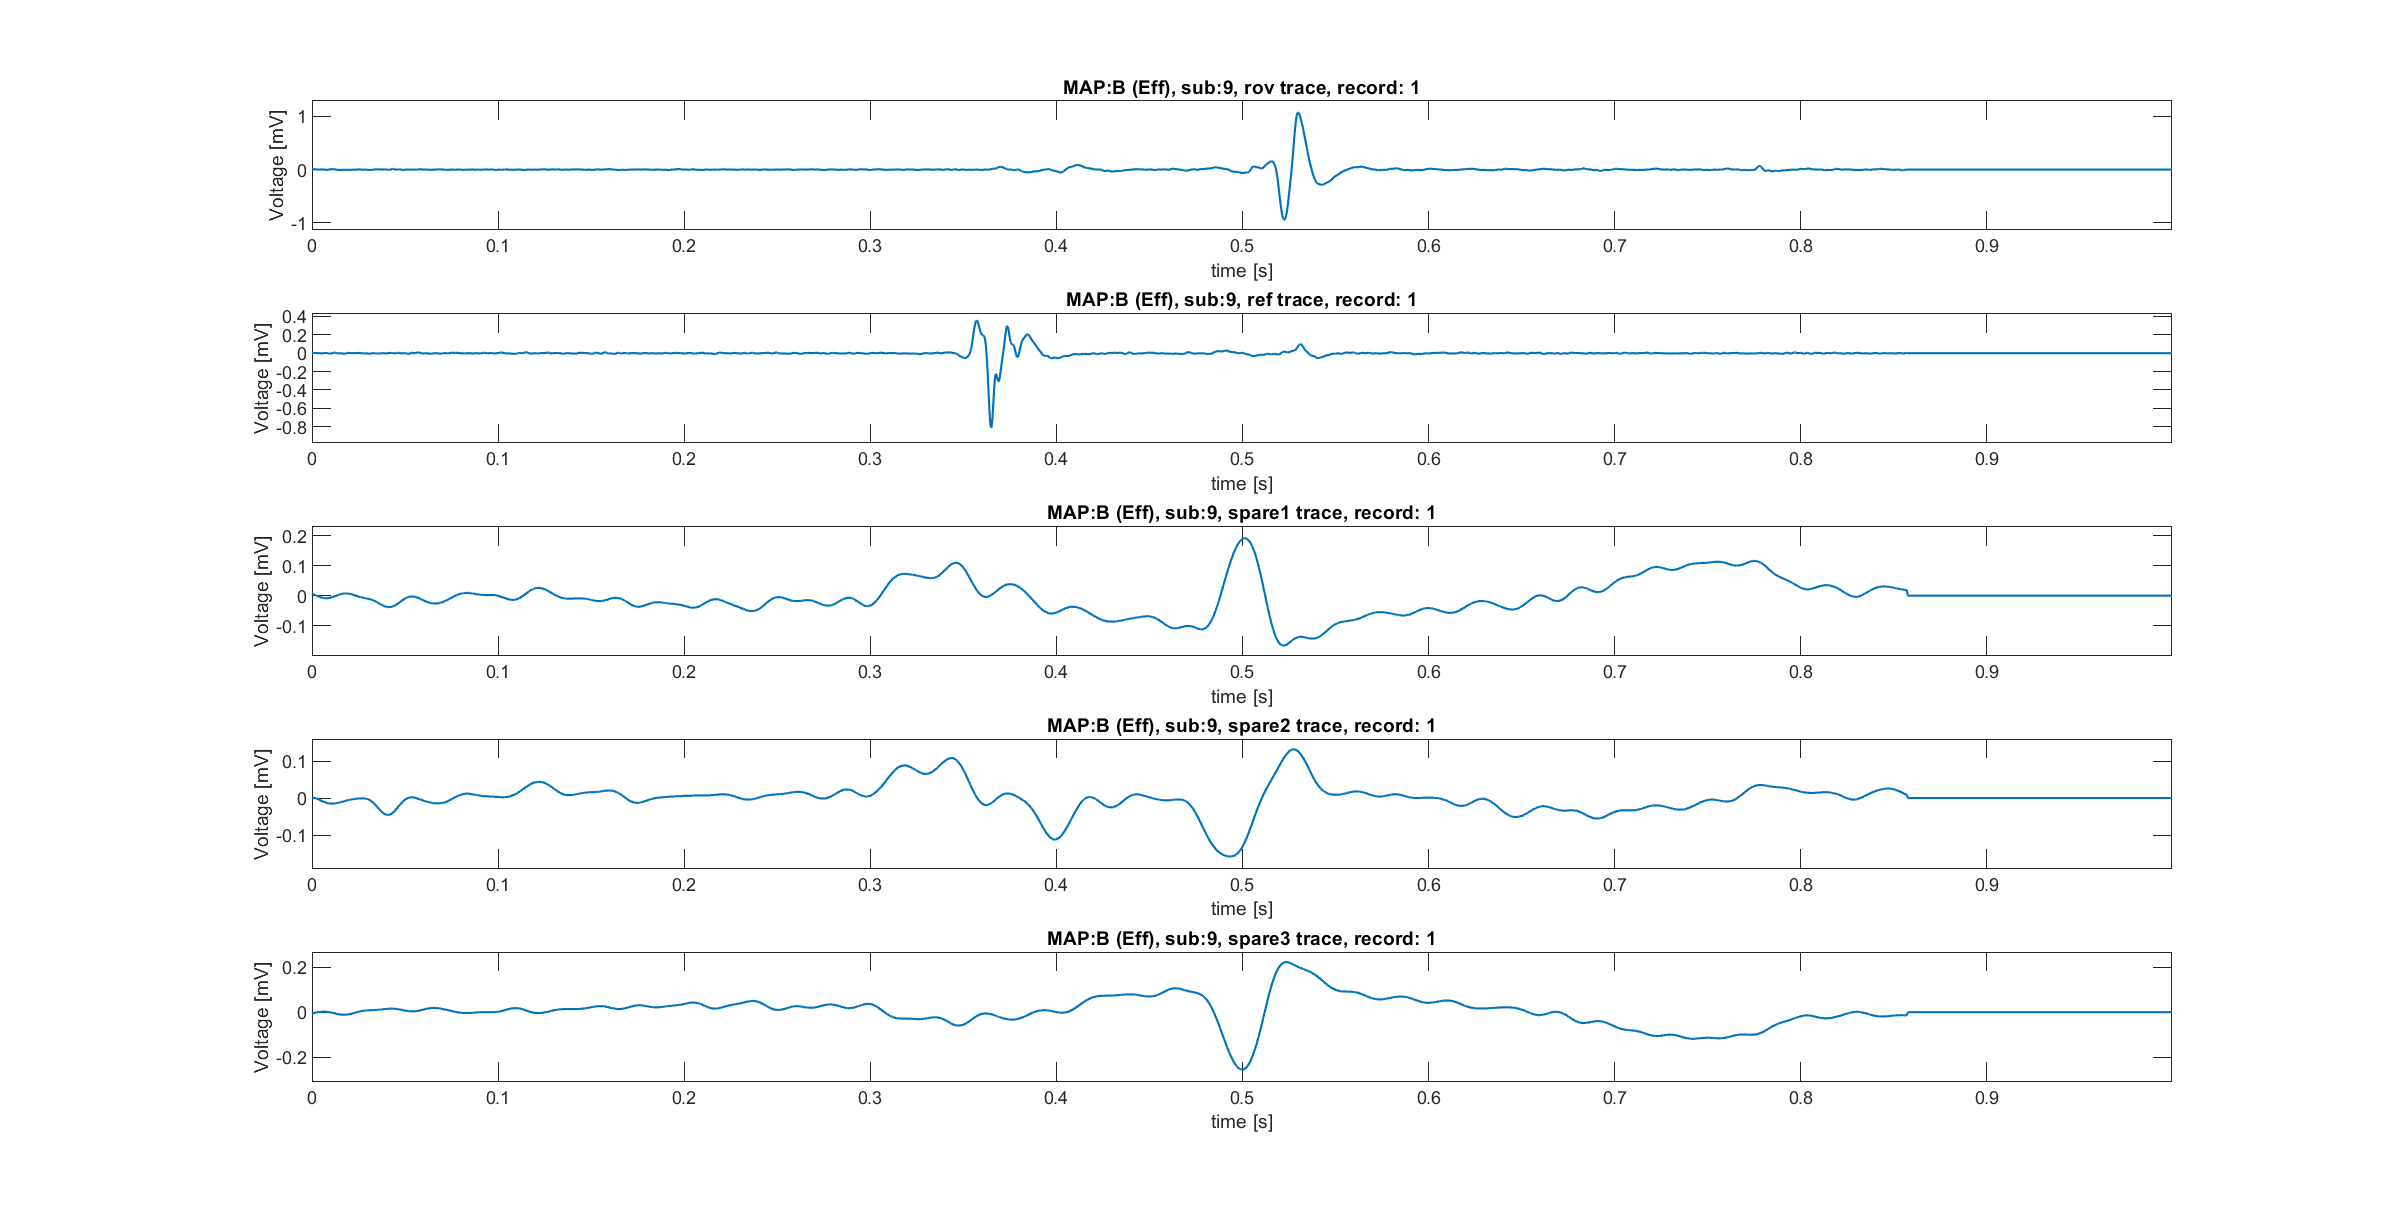 MAP:B (Eff), sub:9, rov trace, record: 1
Voltage [mV]
1
0
-1
0 0.1 0.2 0.3 0.4 0.5 0.6 0.7 0.8 0.9
time [s]
MAP:B (Eff), sub:9, ref trace, record: 1
Voltage [mV]
0.4
0.2
0
-0.2
-0.4
-0.6
-0.8
0 0.1 0.2 0.3 0.4 0.5 0.6 0.7 0.8 0.9
time [s]
MAP:B (Eff), sub:9, spare1 trace, record: 1
Voltage [mV]
0.2
0.1
0
-0.1
0 0.1 0.2 0.3 0.4 0.5 0.6 0.7 0.8 0.9
time [s]
MAP:B (Eff), sub:9, spare2 trace, record: 1
Voltage [mV]
0.1
0
-0.1
0 0.1 0.2 0.3 0.4 0.5 0.6 0.7 0.8 0.9
time [s]
MAP:B (Eff), sub:9, spare3 trace, record: 1
Voltage [mV]
0.2
0
-0.2
0 0.1 0.2 0.3 0.4 0.5 0.6 0.7 0.8 0.9
time [s]